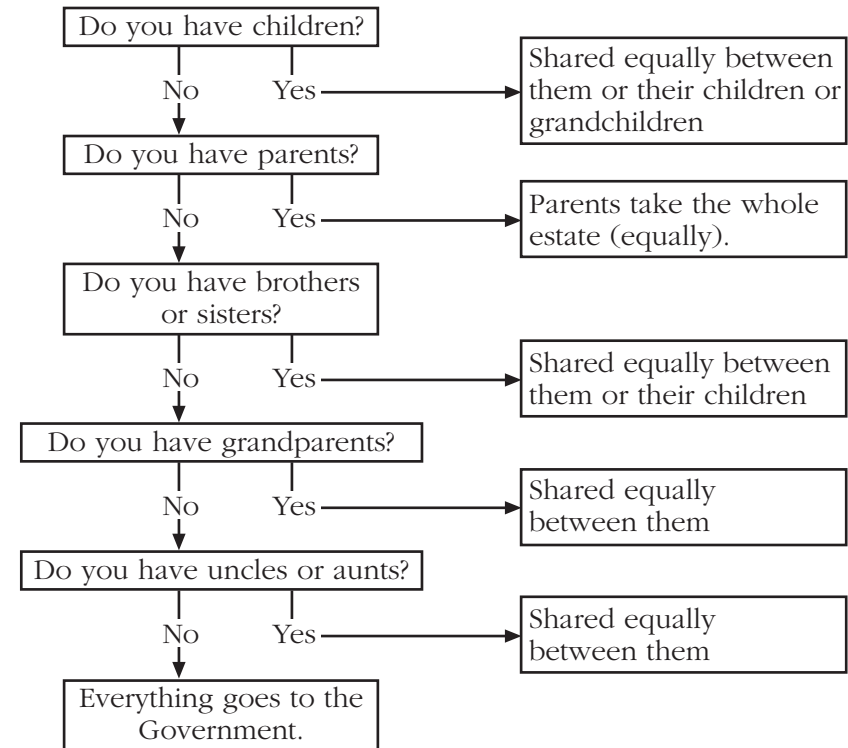 Do you have children?
No
Yes
Shared equally between
them or their children or
grandchildren
Do you have parents?
No
Yes
Parents take the whole
estate (equally).
Do you have brothers
or sisters?
No
Yes
Shared equally between
them or their children
Do you have grandparents?
No
Yes
Shared equally
between them
Do you have uncles or aunts?
No
Yes
Shared equally
between them
Everything goes to the
Government.